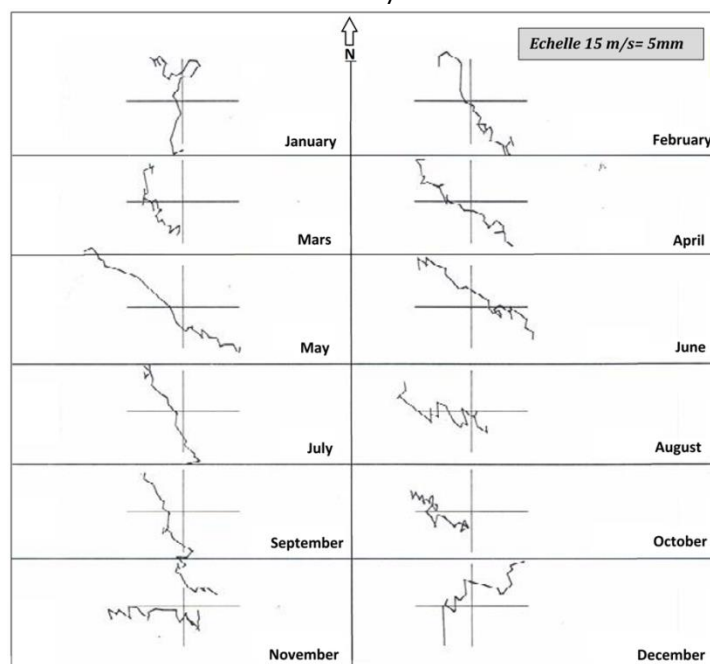 N
Echelle 15 m/s= 5mm
January
February
Mars
April
May
June
July
August
September
October
November
December